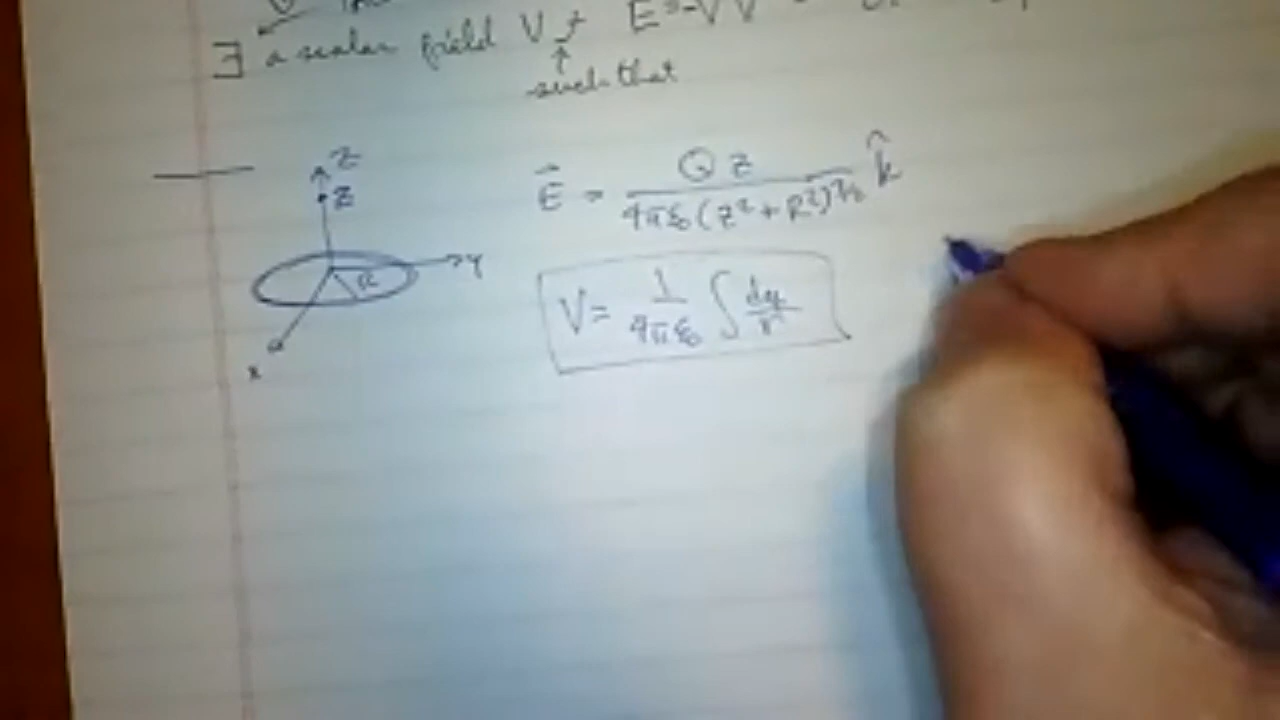 ∃ a scalar field V ∃ E = -∇V
↑
such that
z
z
y
R
x
E⃗ = Qz / 4πε₀(z² + R²)^3/2 k̂
V = 1/4πε₀ ∫ dq/r